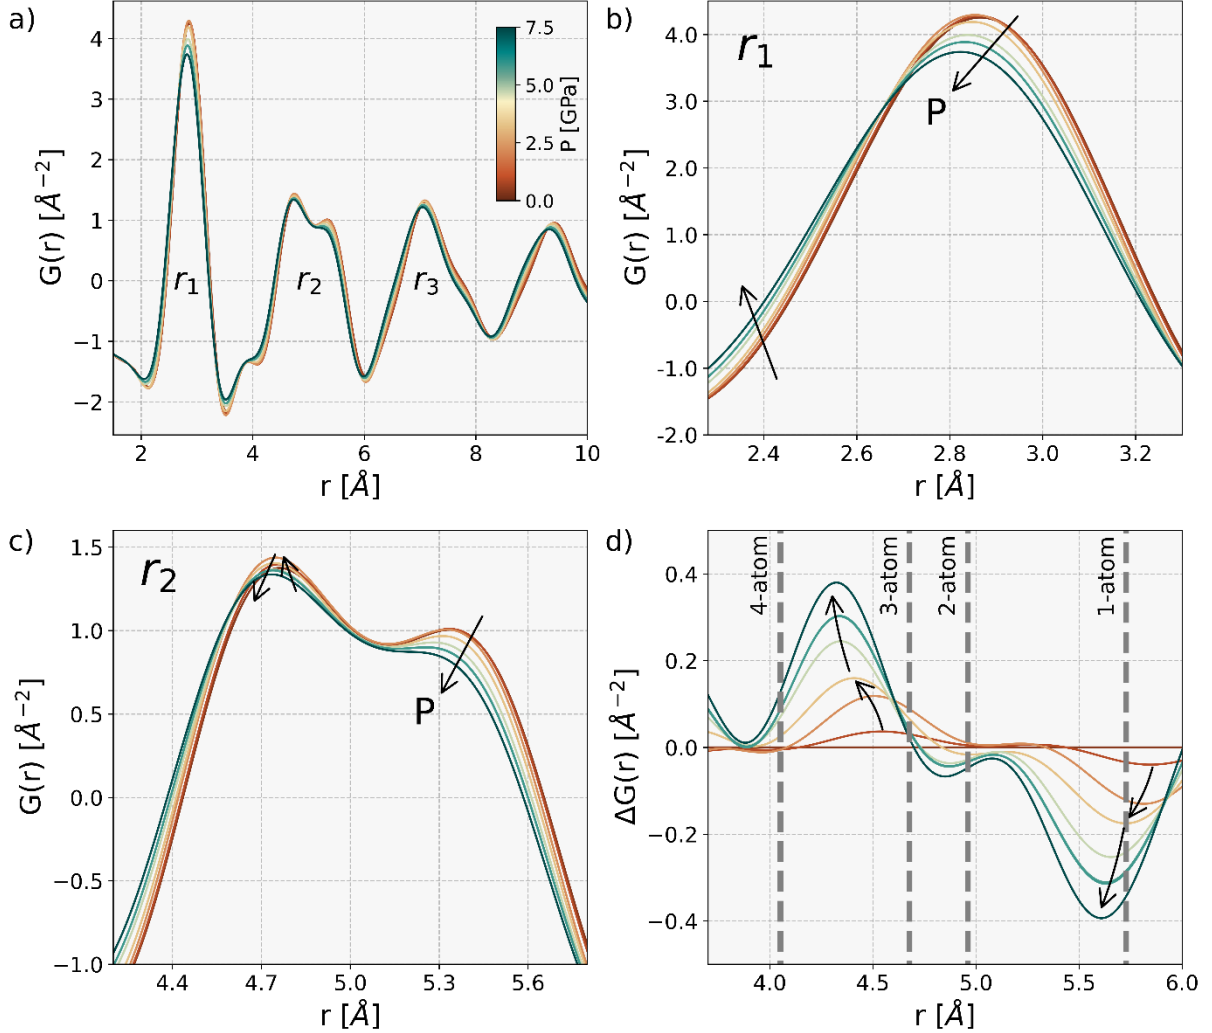 a)
4
3
2
1
0
−1
−2
G(r) [Å⁻²]
2
4
6
8
10
r [Å]
r₁
r₂
r₃
7.5
5.0
2.5
0.0
P [GPa]
b)
r₁
P
4.0
3.0
2.0
1.0
0.0
-1.0
-2.0
G(r) [Å⁻²]
2.4
2.6
2.8
3.0
3.2
r [Å]
c)
r₂
P
1.5
1.0
0.5
0.0
−0.5
−1.0
G(r) [Å⁻²]
4.4
4.7
5.0
5.3
5.6
r [Å]
d)
4-atom
3-atom
2-atom
1-atom
0.4
0.2
0.0
−0.2
−0.4
ΔG(r) [Å⁻²]
4.0
4.5
5.0
5.5
6.0
r [Å]